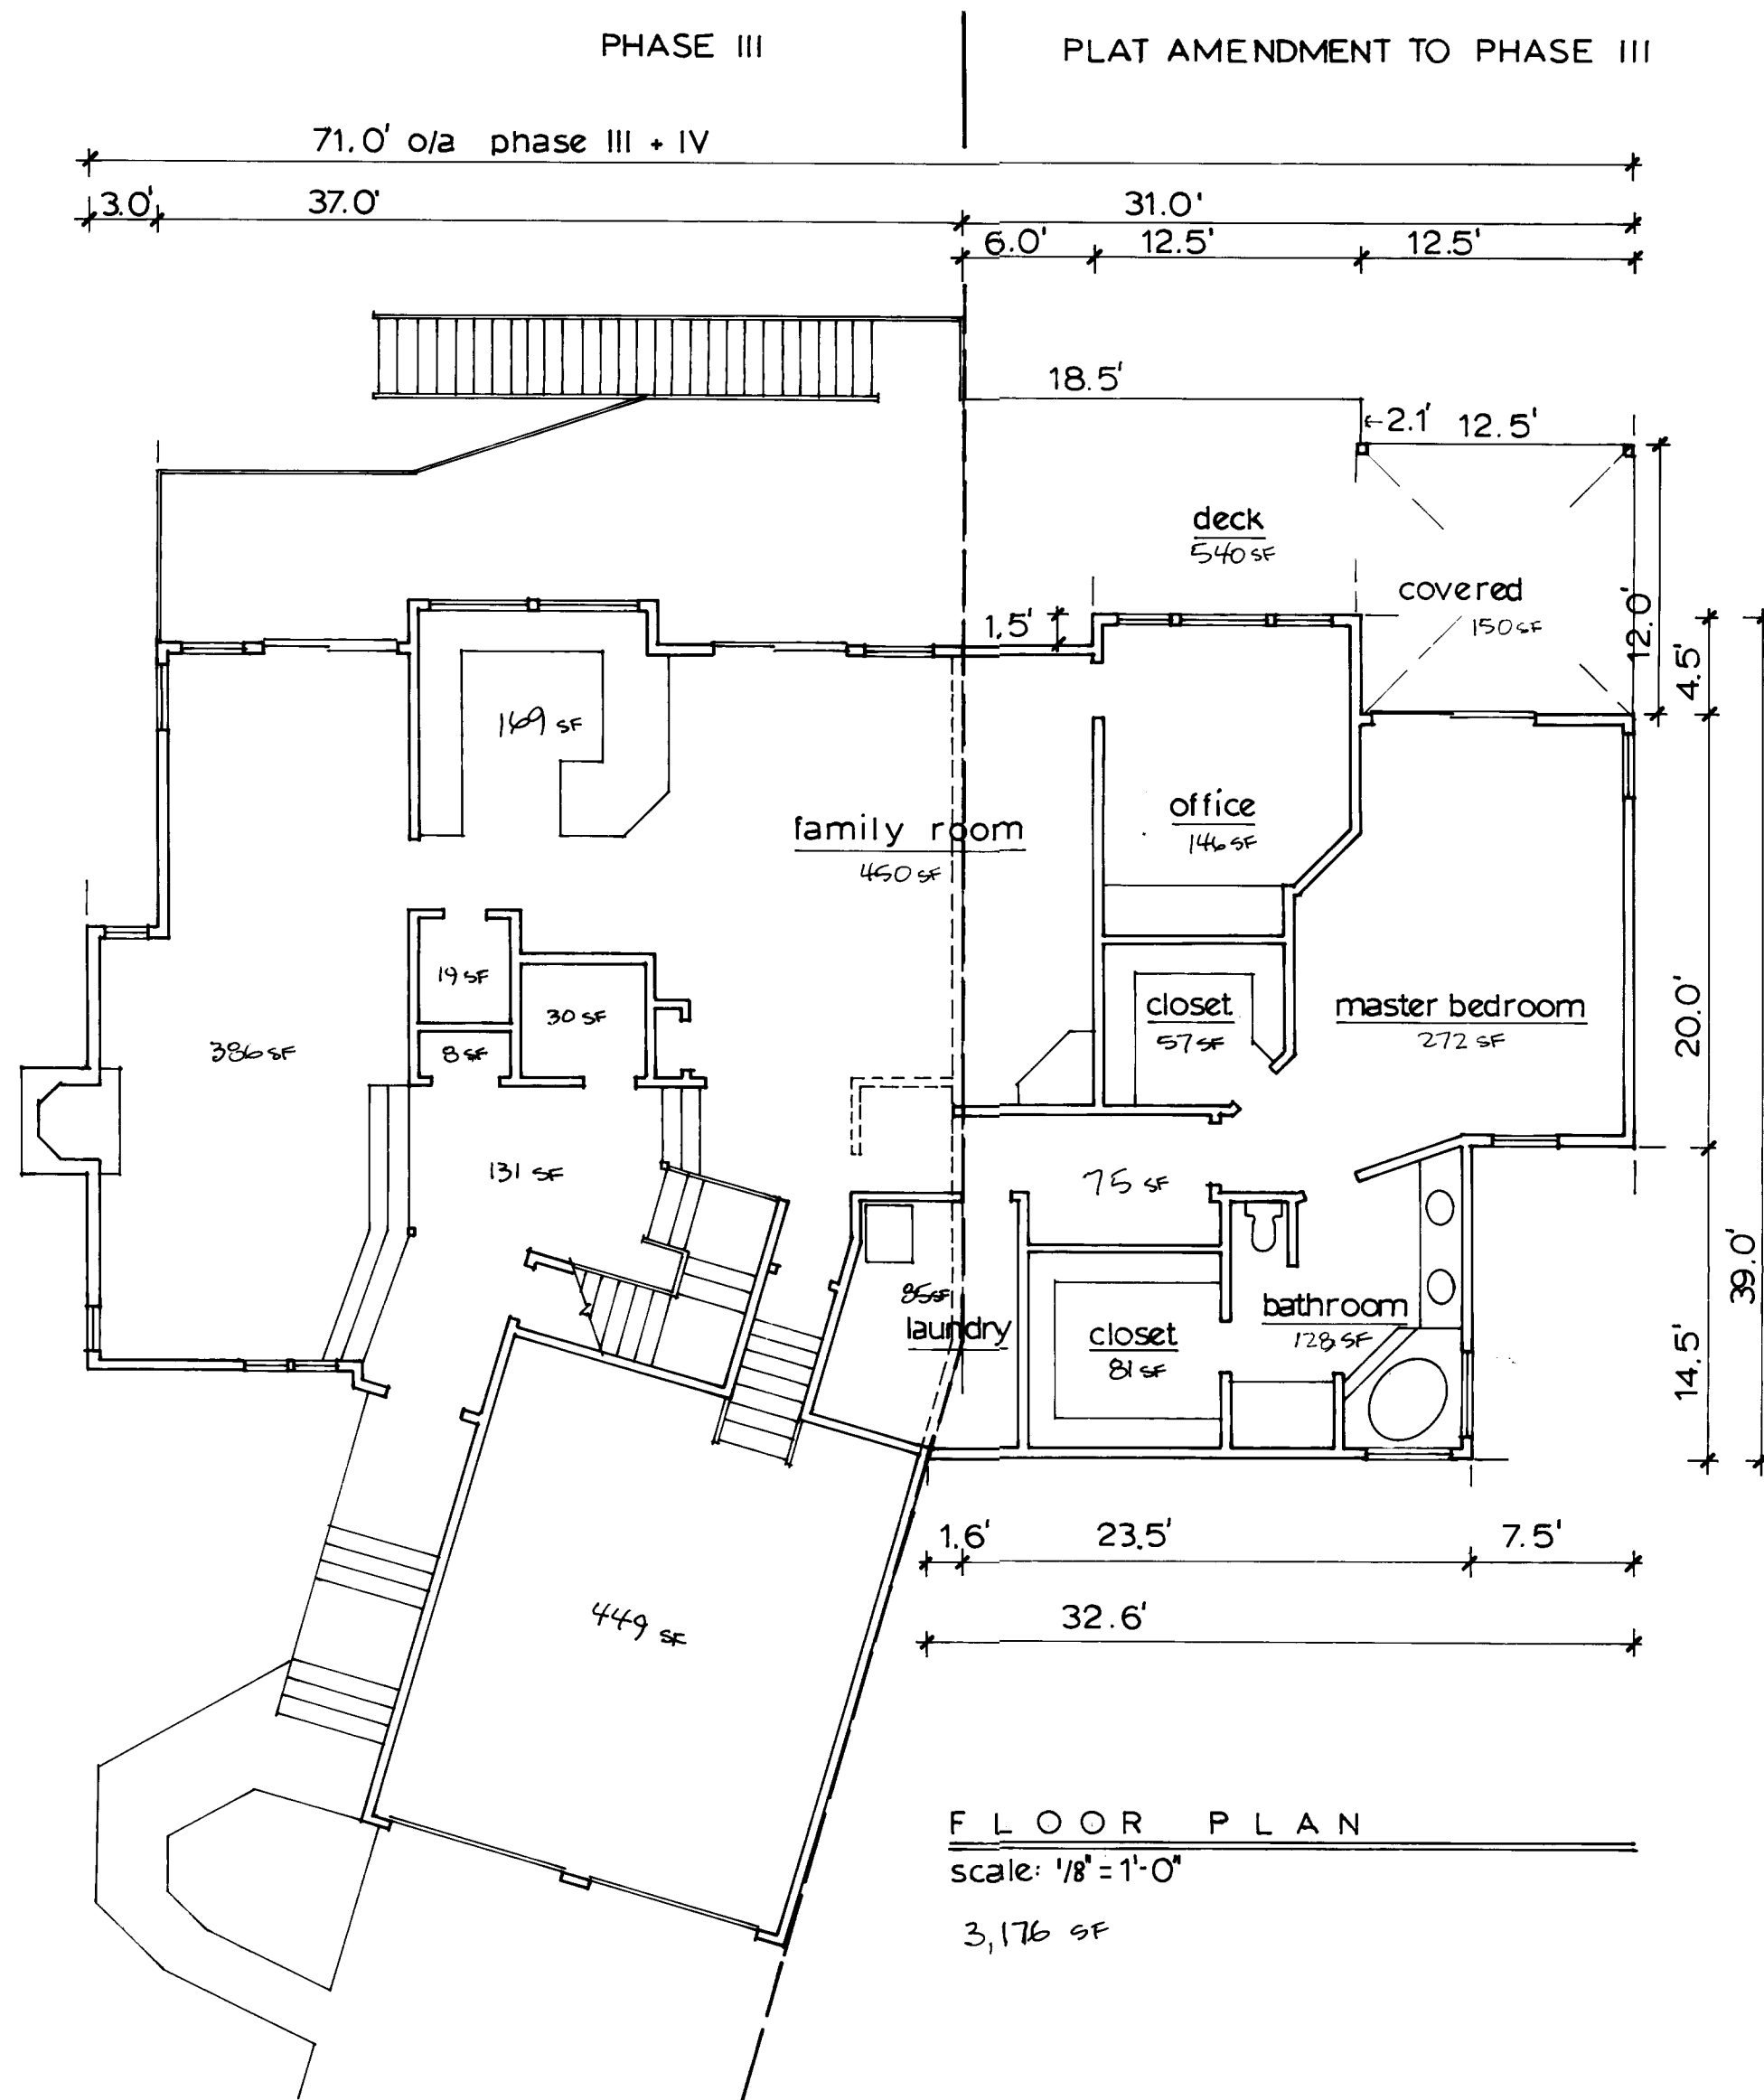 PHASE III
PLAT AMENDMENT TO PHASE III
71.0' o/a phase III + IV
3.0'
37.0'
31.0'
6.0'
12.5'
12.5'
18.5'
2.1'
12.5'
deck
540 SF
covered
150 SF
12.0'
1.5'
4.5'
169 SF
family room
450 SF
office
146 SF
19 SF
30 SF
8 SF
386 SF
closet
57 SF
master bedroom
272 SF
20.0'
131 SF
75 SF
39.0'
85 SF
laundry
closet
81 SF
bathroom
128 SF
14.5'
1.6'
23.5'
7.5'
32.6'
449 SF
FLOOR PLAN
scale: 1/8" = 1'-0"
3,176 SF